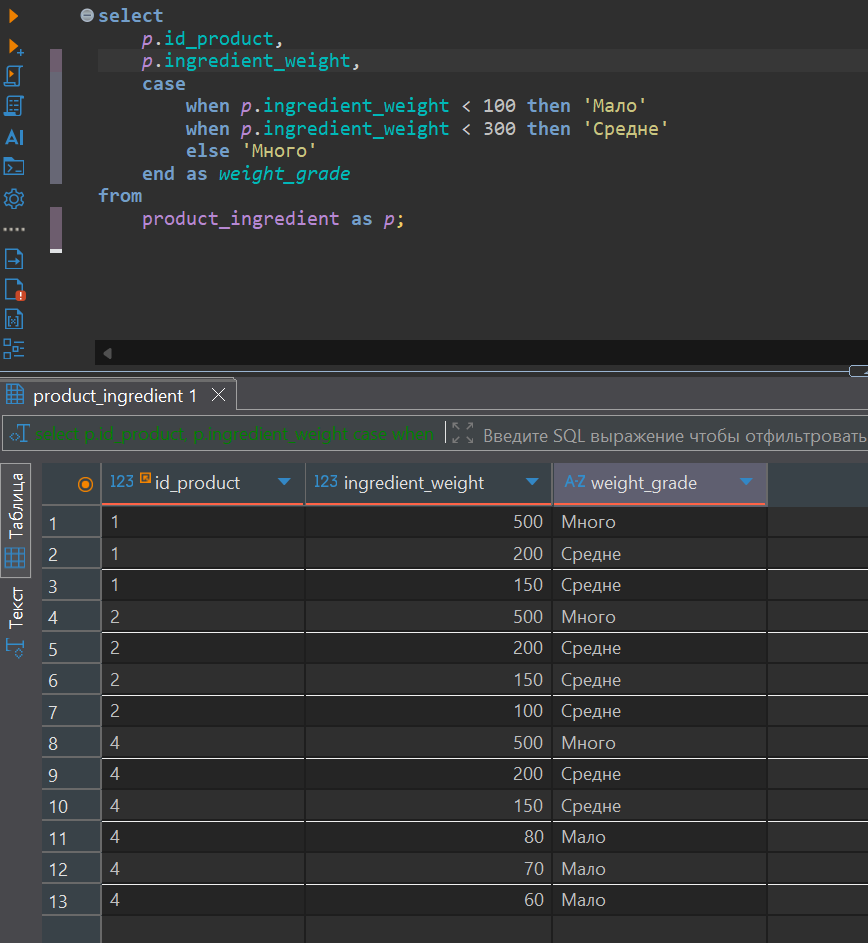 select
p.id_product,
p.ingredient_weight,
case
when p.ingredient_weight < 100 then 'Мало'
when p.ingredient_weight < 300 then 'Средне'
else 'Много'
end as weight_grade
from
product_ingredient as p;
AI
product_ingredient 1
select p.id_product, p.ingredient_weight case when
Введите SQL выражение чтобы отфильтровать
Таблица
Текст
123 id_product 123 ingredient_weight A-Z weight_grade
1 1 500 Много
2 1 200 Средне
3 1 150 Средне
4 2 500 Много
5 2 200 Средне
6 2 150 Средне
7 2 100 Средне
8 4 500 Много
9 4 200 Средне
10 4 150 Средне
11 4 80 Мало
12 4 70 Мало
13 4 60 Мало